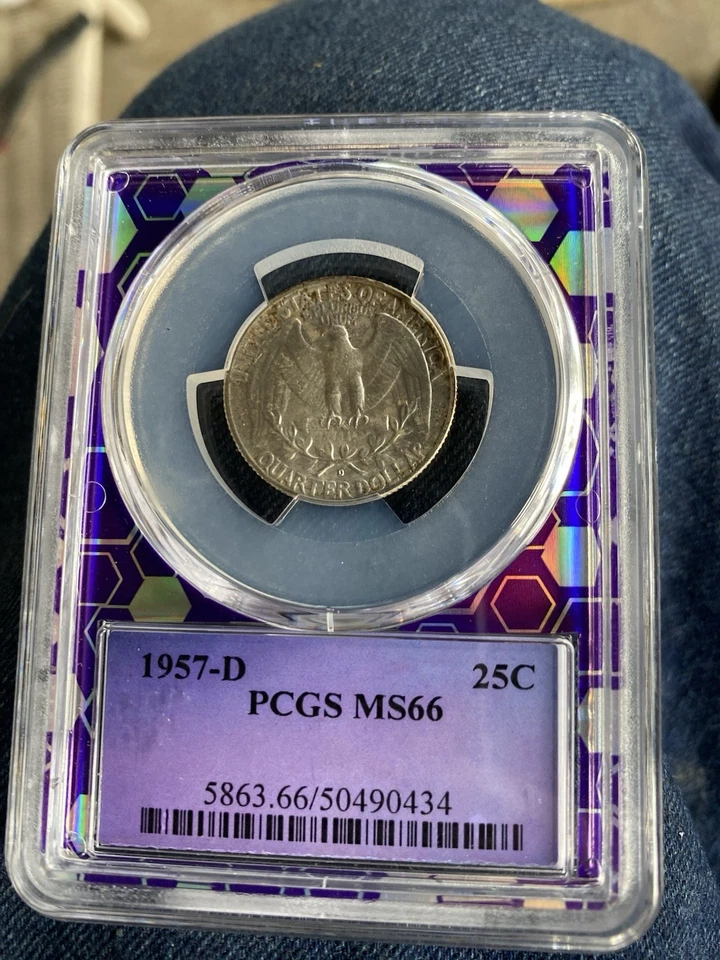 UNITED STATES OF AMERICA
QUARTER DOLLAR
D
1957-D
25C
PCGS MS66
5863.66/50490434